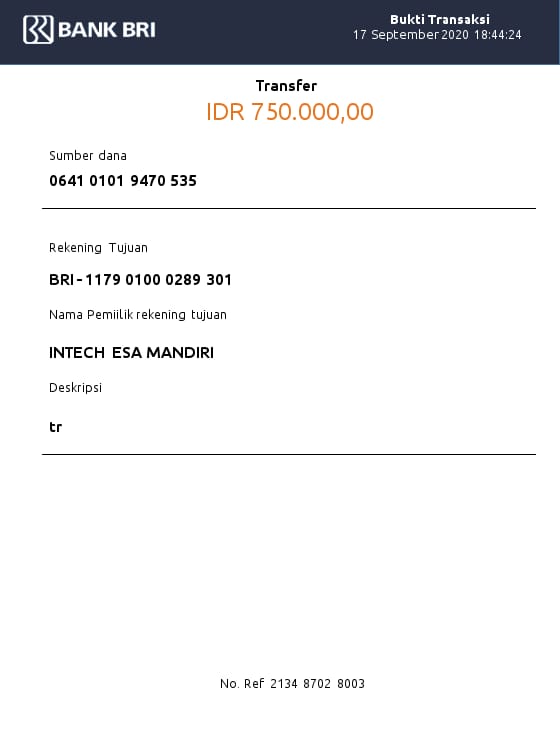 BANK BRI
Bukti Transaksi
17 September 2020 18:44:24
Transfer
IDR 750.000,00
Sumber dana
0641 0101 9470 535
Rekening Tujuan
BRI - 1179 0100 0289 301
Nama Pemiilik rekening tujuan
INTECH ESA MANDIRI
Deskripsi
tr
No. Ref 2134 8702 8003